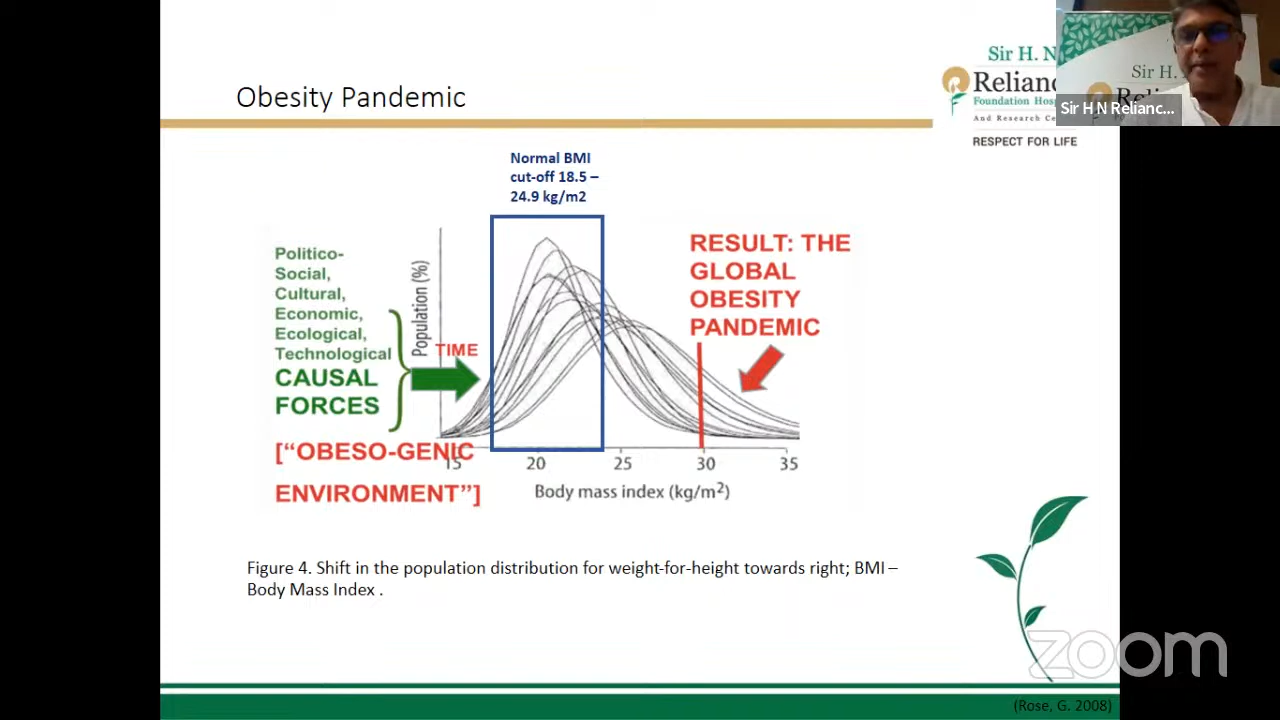 Obesity Pandemic
Sir H. N
Relianc
Foundation Hosp
And Research Ce
RESPECT FOR LIFE
Sir H.
Sir H N Relianc...
Normal BMI
cut-off 18.5 –
24.9 kg/m2
Politico-
Social,
Cultural,
Economic,
Ecological,
Technological
CAUSAL
FORCES
[“OBESO-GENIC
ENVIRONMENT”]
TIME
Population (%)
RESULT: THE
GLOBAL
OBESITY
PANDEMIC
15 20 25 30 35
Body mass index (kg/m²)
Figure 4. Shift in the population distribution for weight-for-height towards right; BMI –
Body Mass Index .
zoom
(Rose, G. 2008)